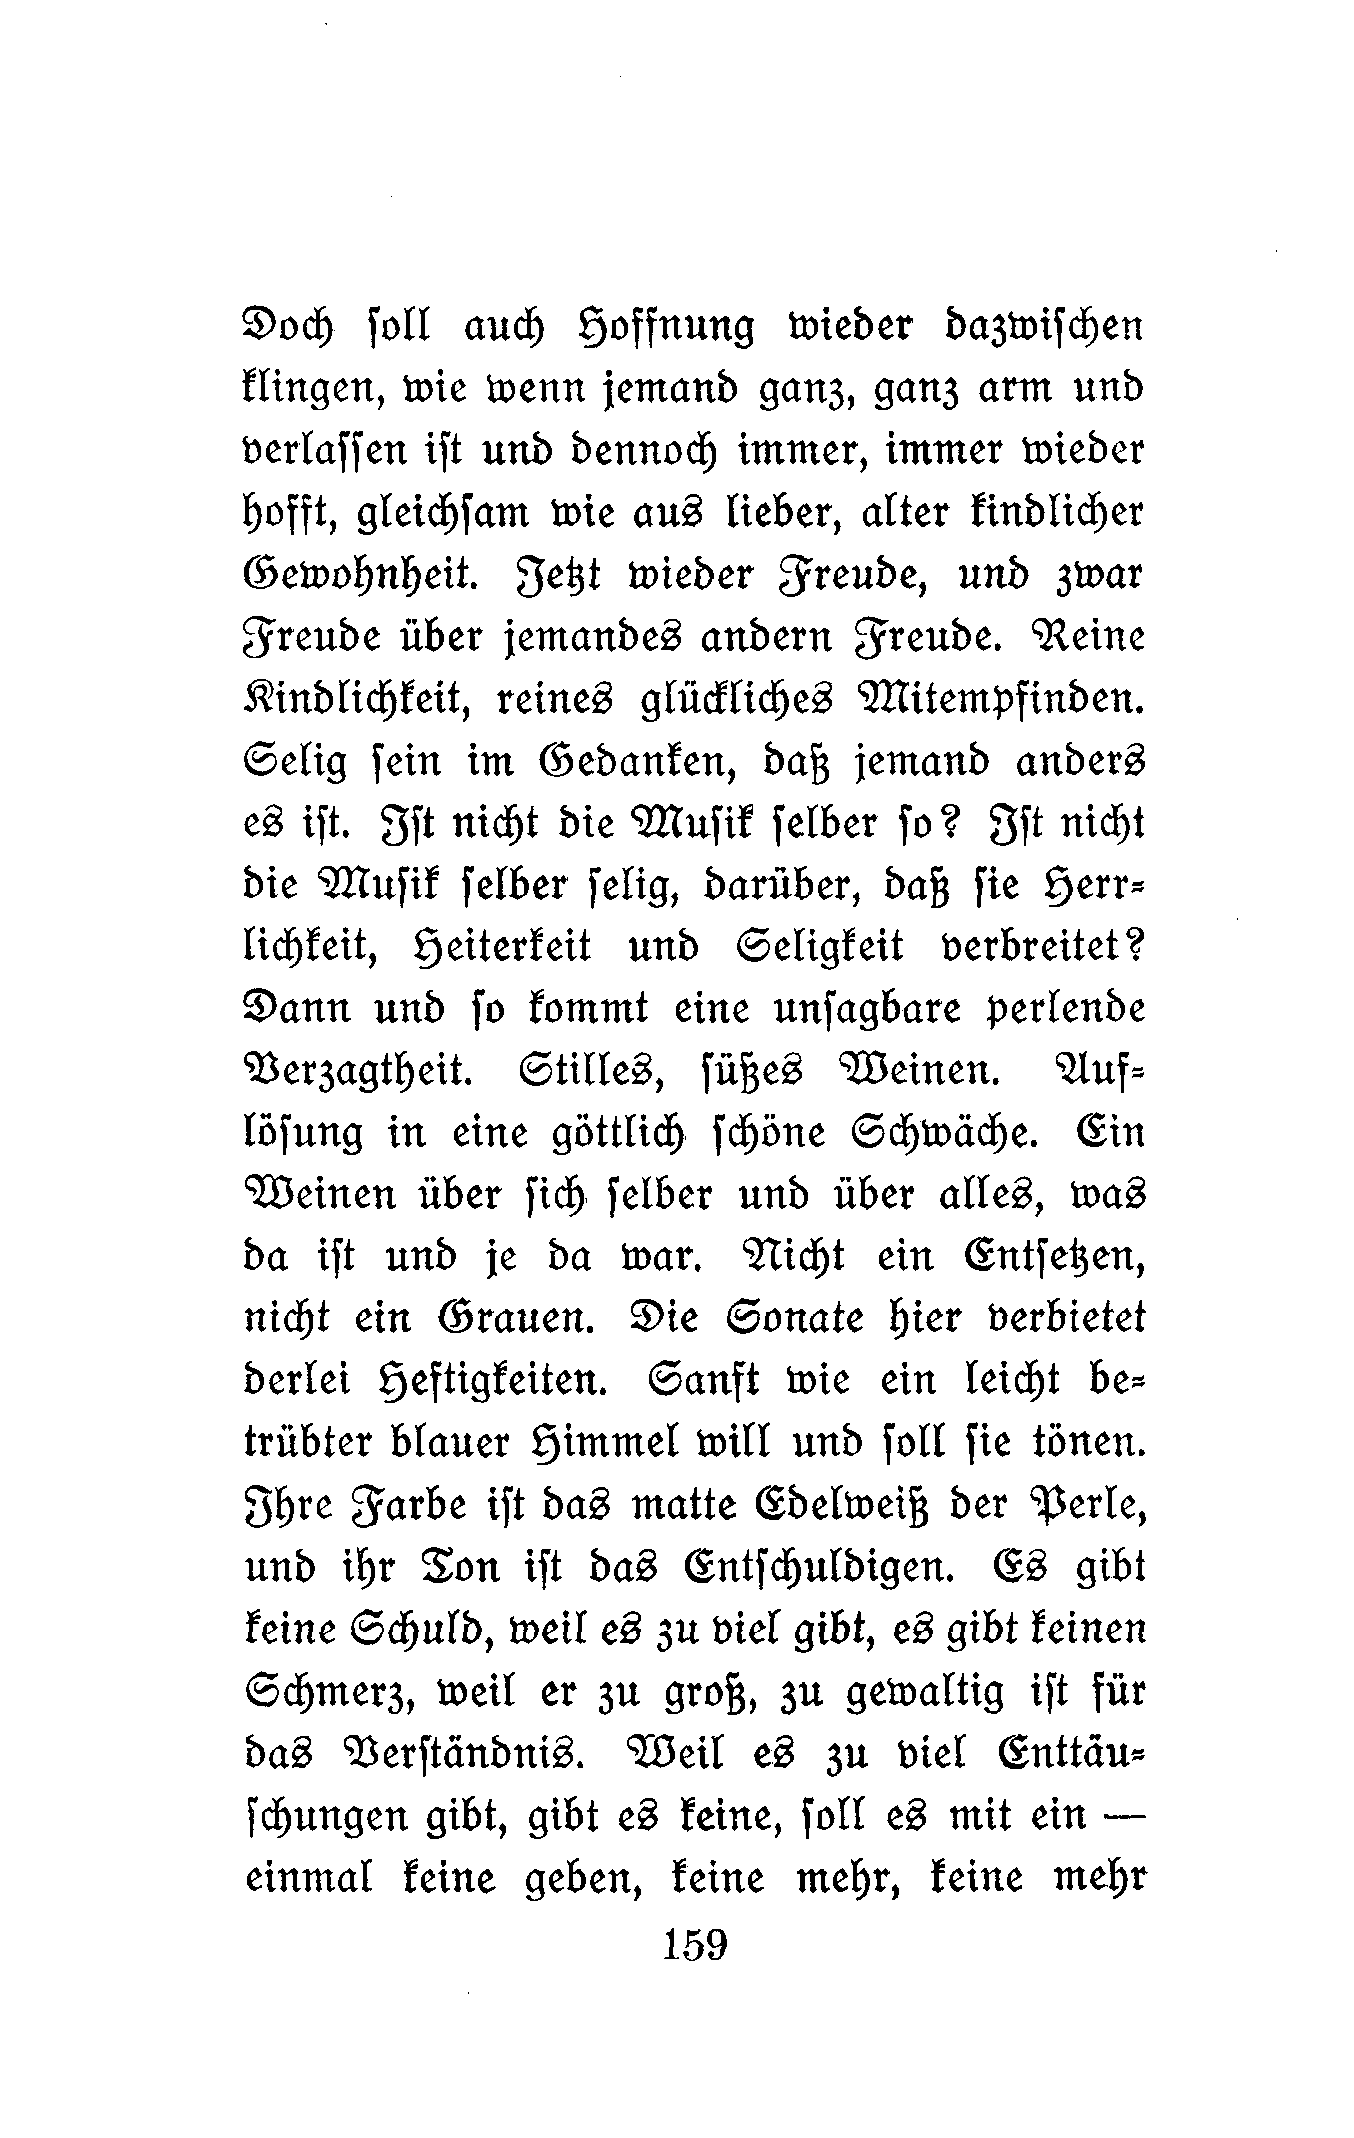 Doch ſoll auch Hoffnung wieder dazwiſchen
klingen, wie wenn jemand ganz, ganz arm und
verlaſſen iſt und dennoch immer, immer wieder
hofft, gleichſam wie aus lieber, alter kindlicher
Gewohnheit. Jetzt wieder Freude, und zwar
Freude über jemandes andern Freude. Reine
Kindlichkeit, reines glückliches Mitempfinden.
Selig ſein im Gedanken, daß jemand anders
es iſt. Iſt nicht die Muſik ſelber ſo? Iſt nicht
die Muſik ſelber ſelig, darüber, daß ſie Herr⸗
lichkeit, Heiterkeit und Seligkeit verbreitet?
Dann und ſo kommt eine unſagbare perlende
Verzagtheit. Stilles, ſüßes Weinen. Auf⸗
löſung in eine göttlich ſchöne Schwäche. Ein
Weinen über ſich ſelber und über alles, was
da iſt und je da war. Nicht ein Entſetzen,
nicht ein Grauen. Die Sonate hier verbietet
derlei Heftigkeiten. Sanft wie ein leicht be⸗
trübter blauer Himmel will und ſoll ſie tönen.
Ihre Farbe iſt das matte Edelweiß der Perle,
und ihr Ton iſt das Entſchuldigen. Es gibt
keine Schuld, weil es zu viel gibt, es gibt keinen
Schmerz, weil er zu groß, zu gewaltig iſt für
das Verſtändnis. Weil es zu viel Enttäu⸗
ſchungen gibt, gibt es keine, ſoll es mit ein —
einmal keine geben, keine mehr, keine mehr
159